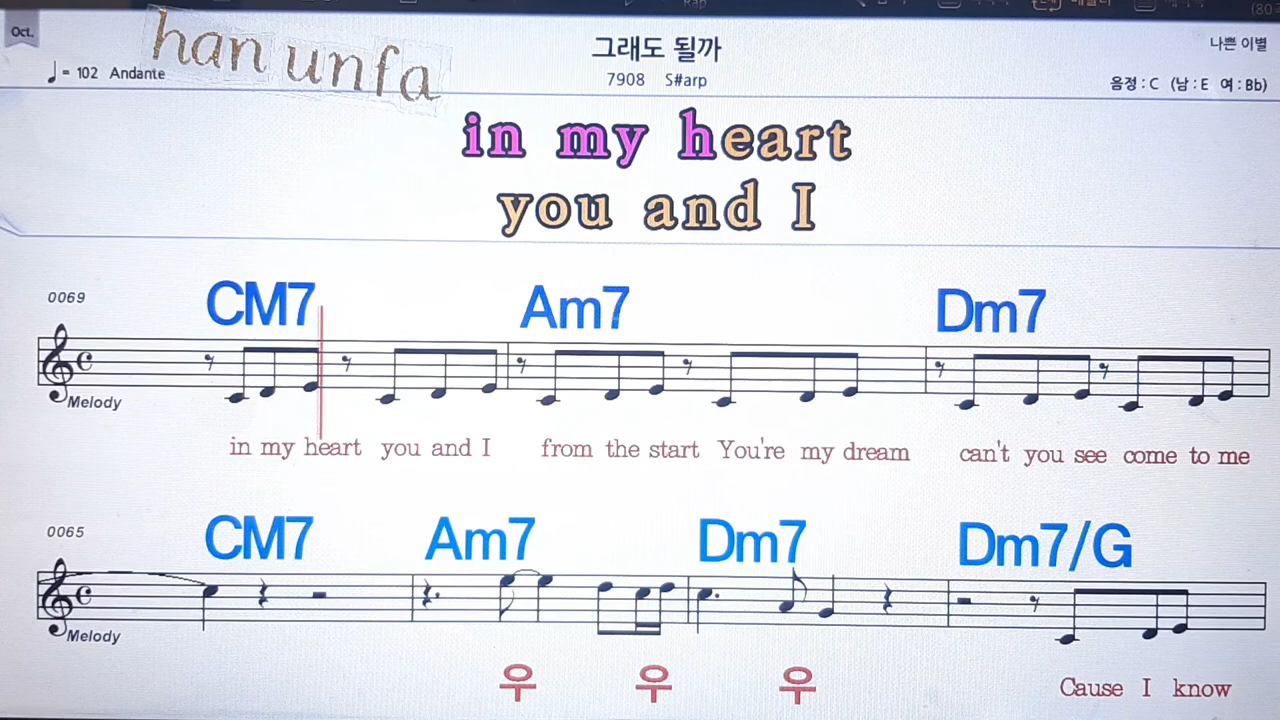 Rap
(80
Oct.
han unfa
그래도 될까
나쁜 이별
♩= 102 Andante
7908 S#arp
음정 : C (남 : E 여 : Bb)
in my heart
you and I
0069
CM7 Am7 Dm7
Melody
in my heart you and I from the start You're my dream can't you see come to me
0065
CM7 Am7 Dm7 Dm7/G
Melody
우 우 우
Cause I know